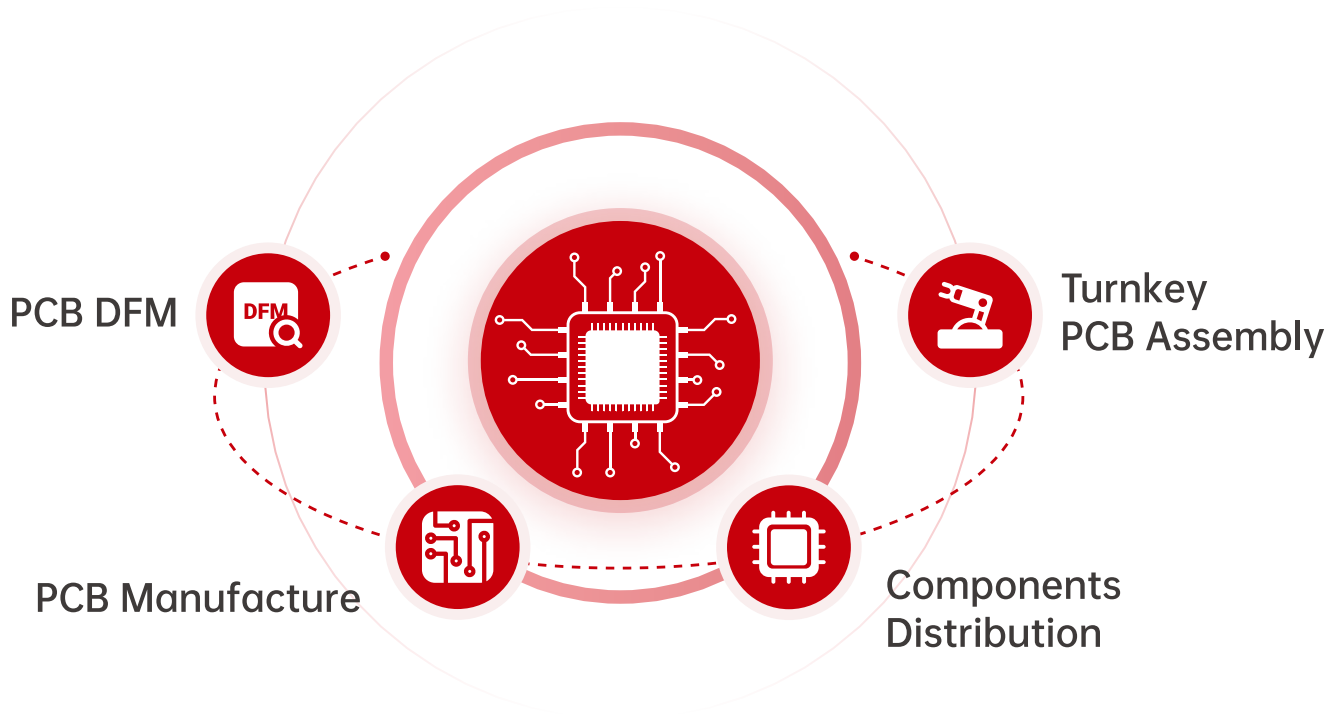 PCB DFM
DFM
Turnkey
PCB Assembly
PCB Manufacture
Components
Distribution